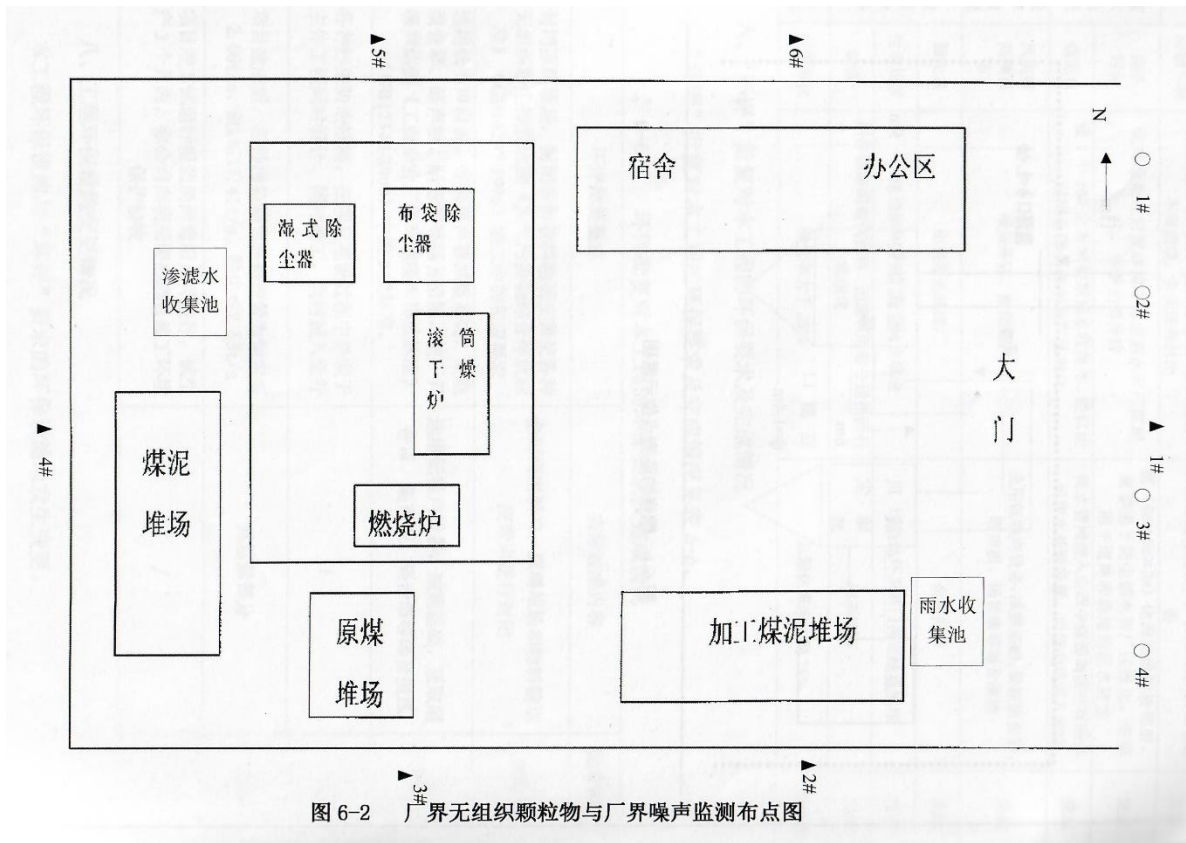 ▲5#
▲6#
N
○1#
宿舍
办公区
布袋除
尘器
湿式除
尘器
渗滤水
收集池
○2#
滚筒
干燥
炉
大
门
▲1#
▲4#
煤泥
堆场
○3#
燃烧炉
雨水收
集池
原煤
堆场
加工煤泥堆场
○4#
▲3#
▲2#
图 6-2 厂界无组织颗粒物与厂界噪声监测布点图